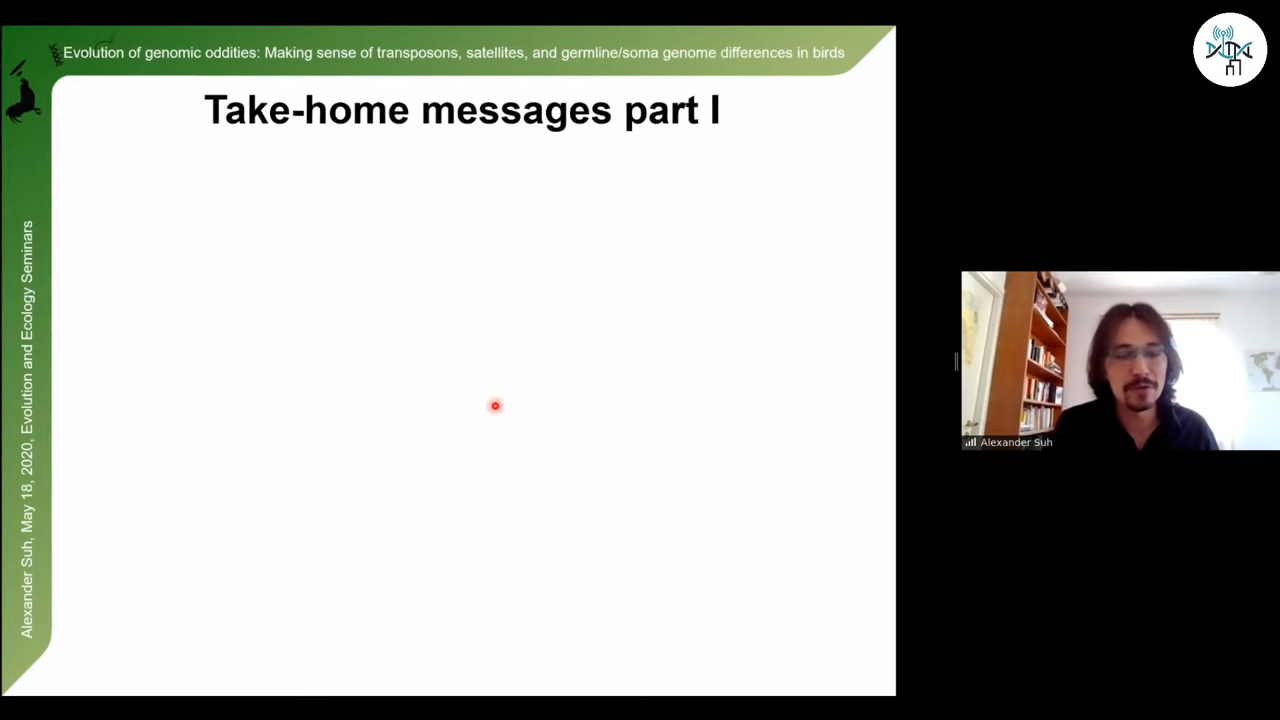 Evolution of genomic oddities: Making sense of transposons, satellites, and germline/soma genome differences in birds
Take-home messages part I
Alexander Suh, May 18, 2020, Evolution and Ecology Seminars
Alexander Suh